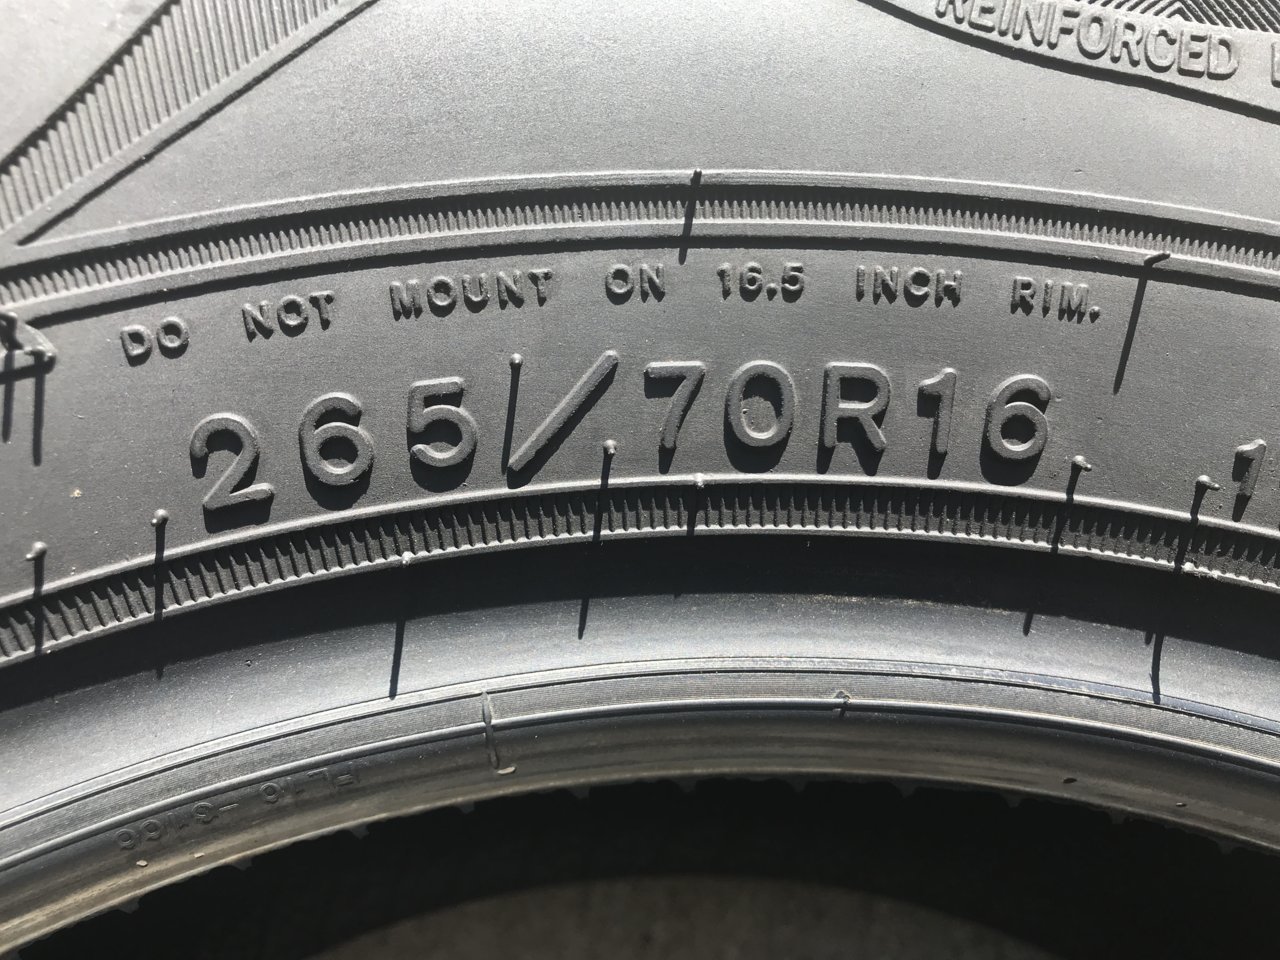 REINFORCED
DO NOT MOUNT ON 16.5 INCH RIM.
265/70R16